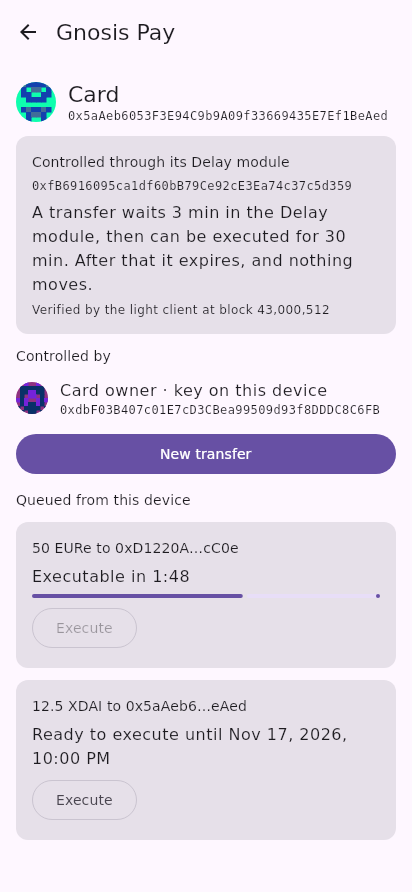 Gnosis Pay
Card
0x5aAeb6053F3E94C9b9A09f33669435E7Ef1BeAed
Controlled through its Delay module
0xfB6916095ca1df60bB79Ce92cE3Ea74c37c5d359
A transfer waits 3 min in the Delay
module, then can be executed for 30
min. After that it expires, and nothing
moves.
Verified by the light client at block 43,000,512
Controlled by
Card owner · key on this device
0xdbF03B407c01E7cD3CBea99509d93f8DDDC8C6FB
New transfer
Queued from this device
50 EURe to 0xD1220A…cC0e
Executable in 1:48
Execute
12.5 XDAI to 0x5aAeb6…eAed
Ready to execute until Nov 17, 2026,
10:00 PM
Execute